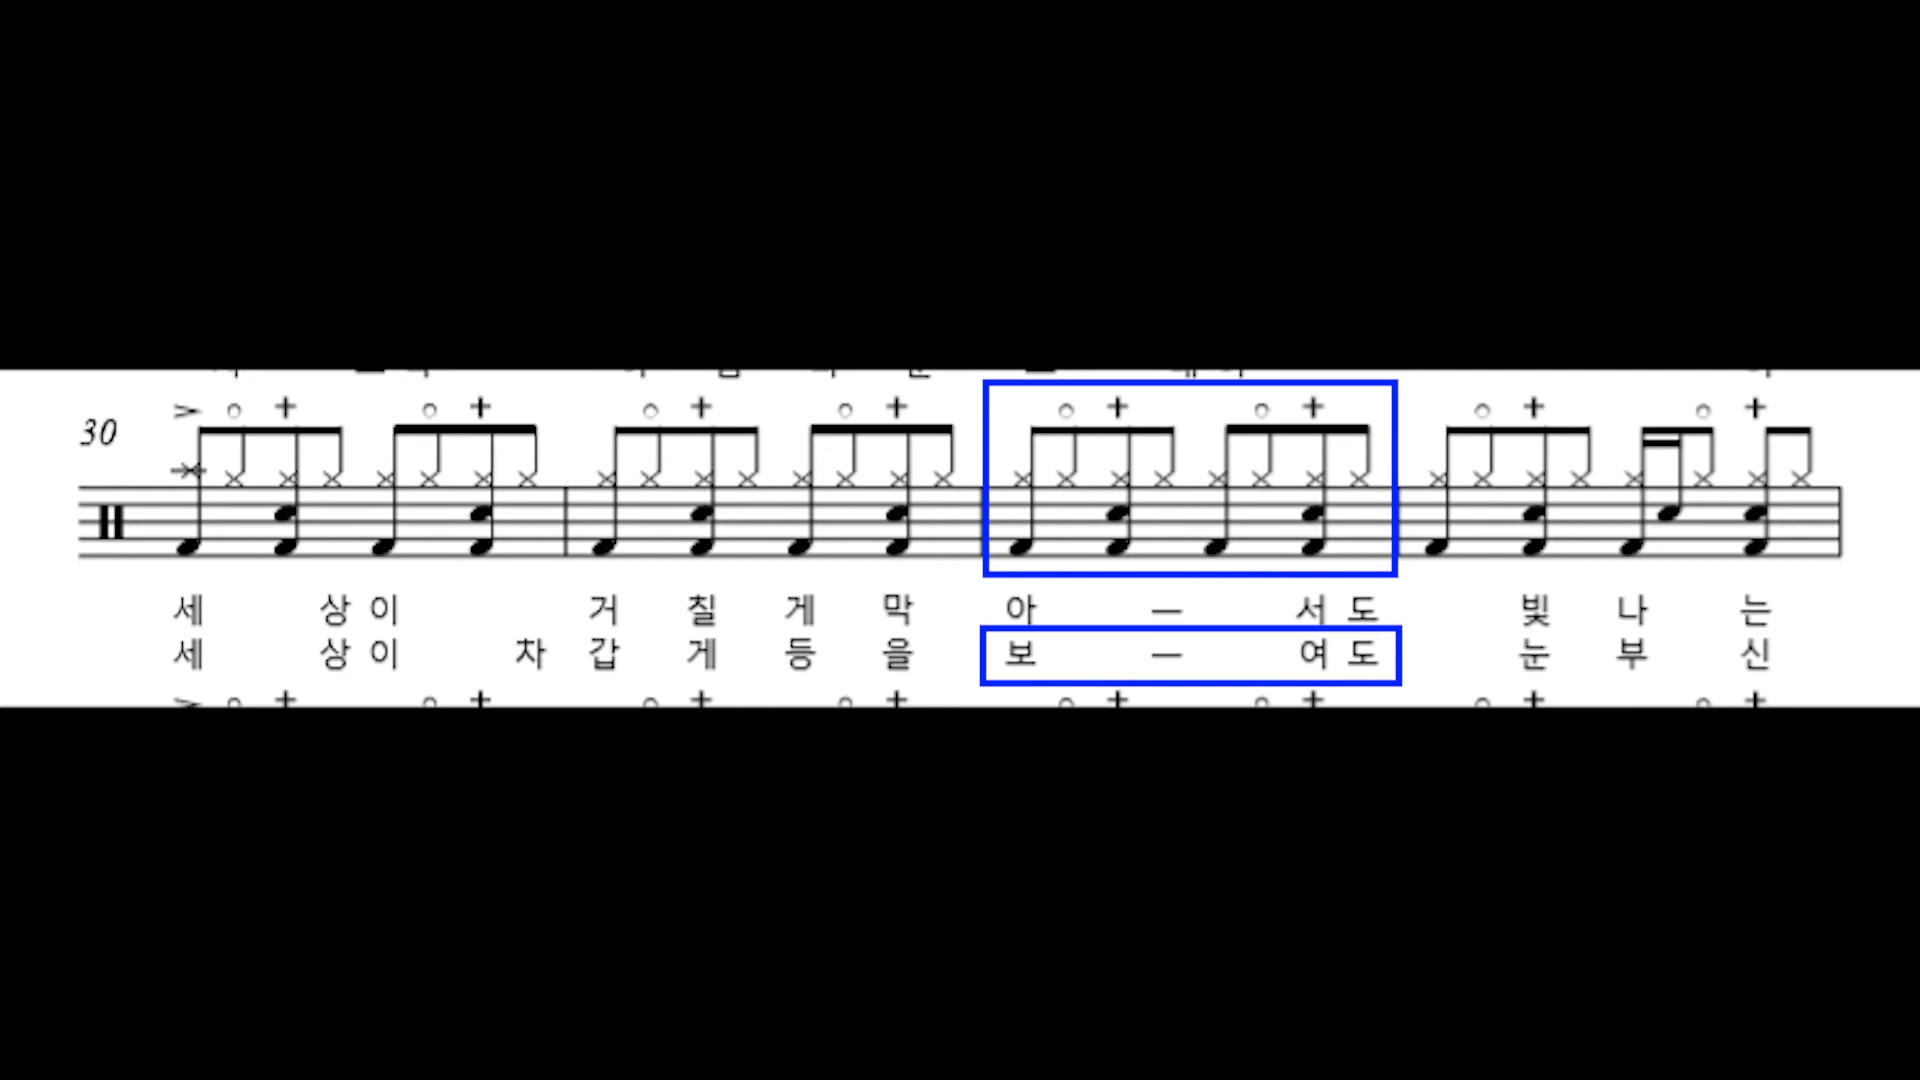 30
세 상 이 거 칠 게 막 아 — 서 도 빛 나 는
세 상 이 차 갑 게 등 을 보 — 여 도 눈 부 신